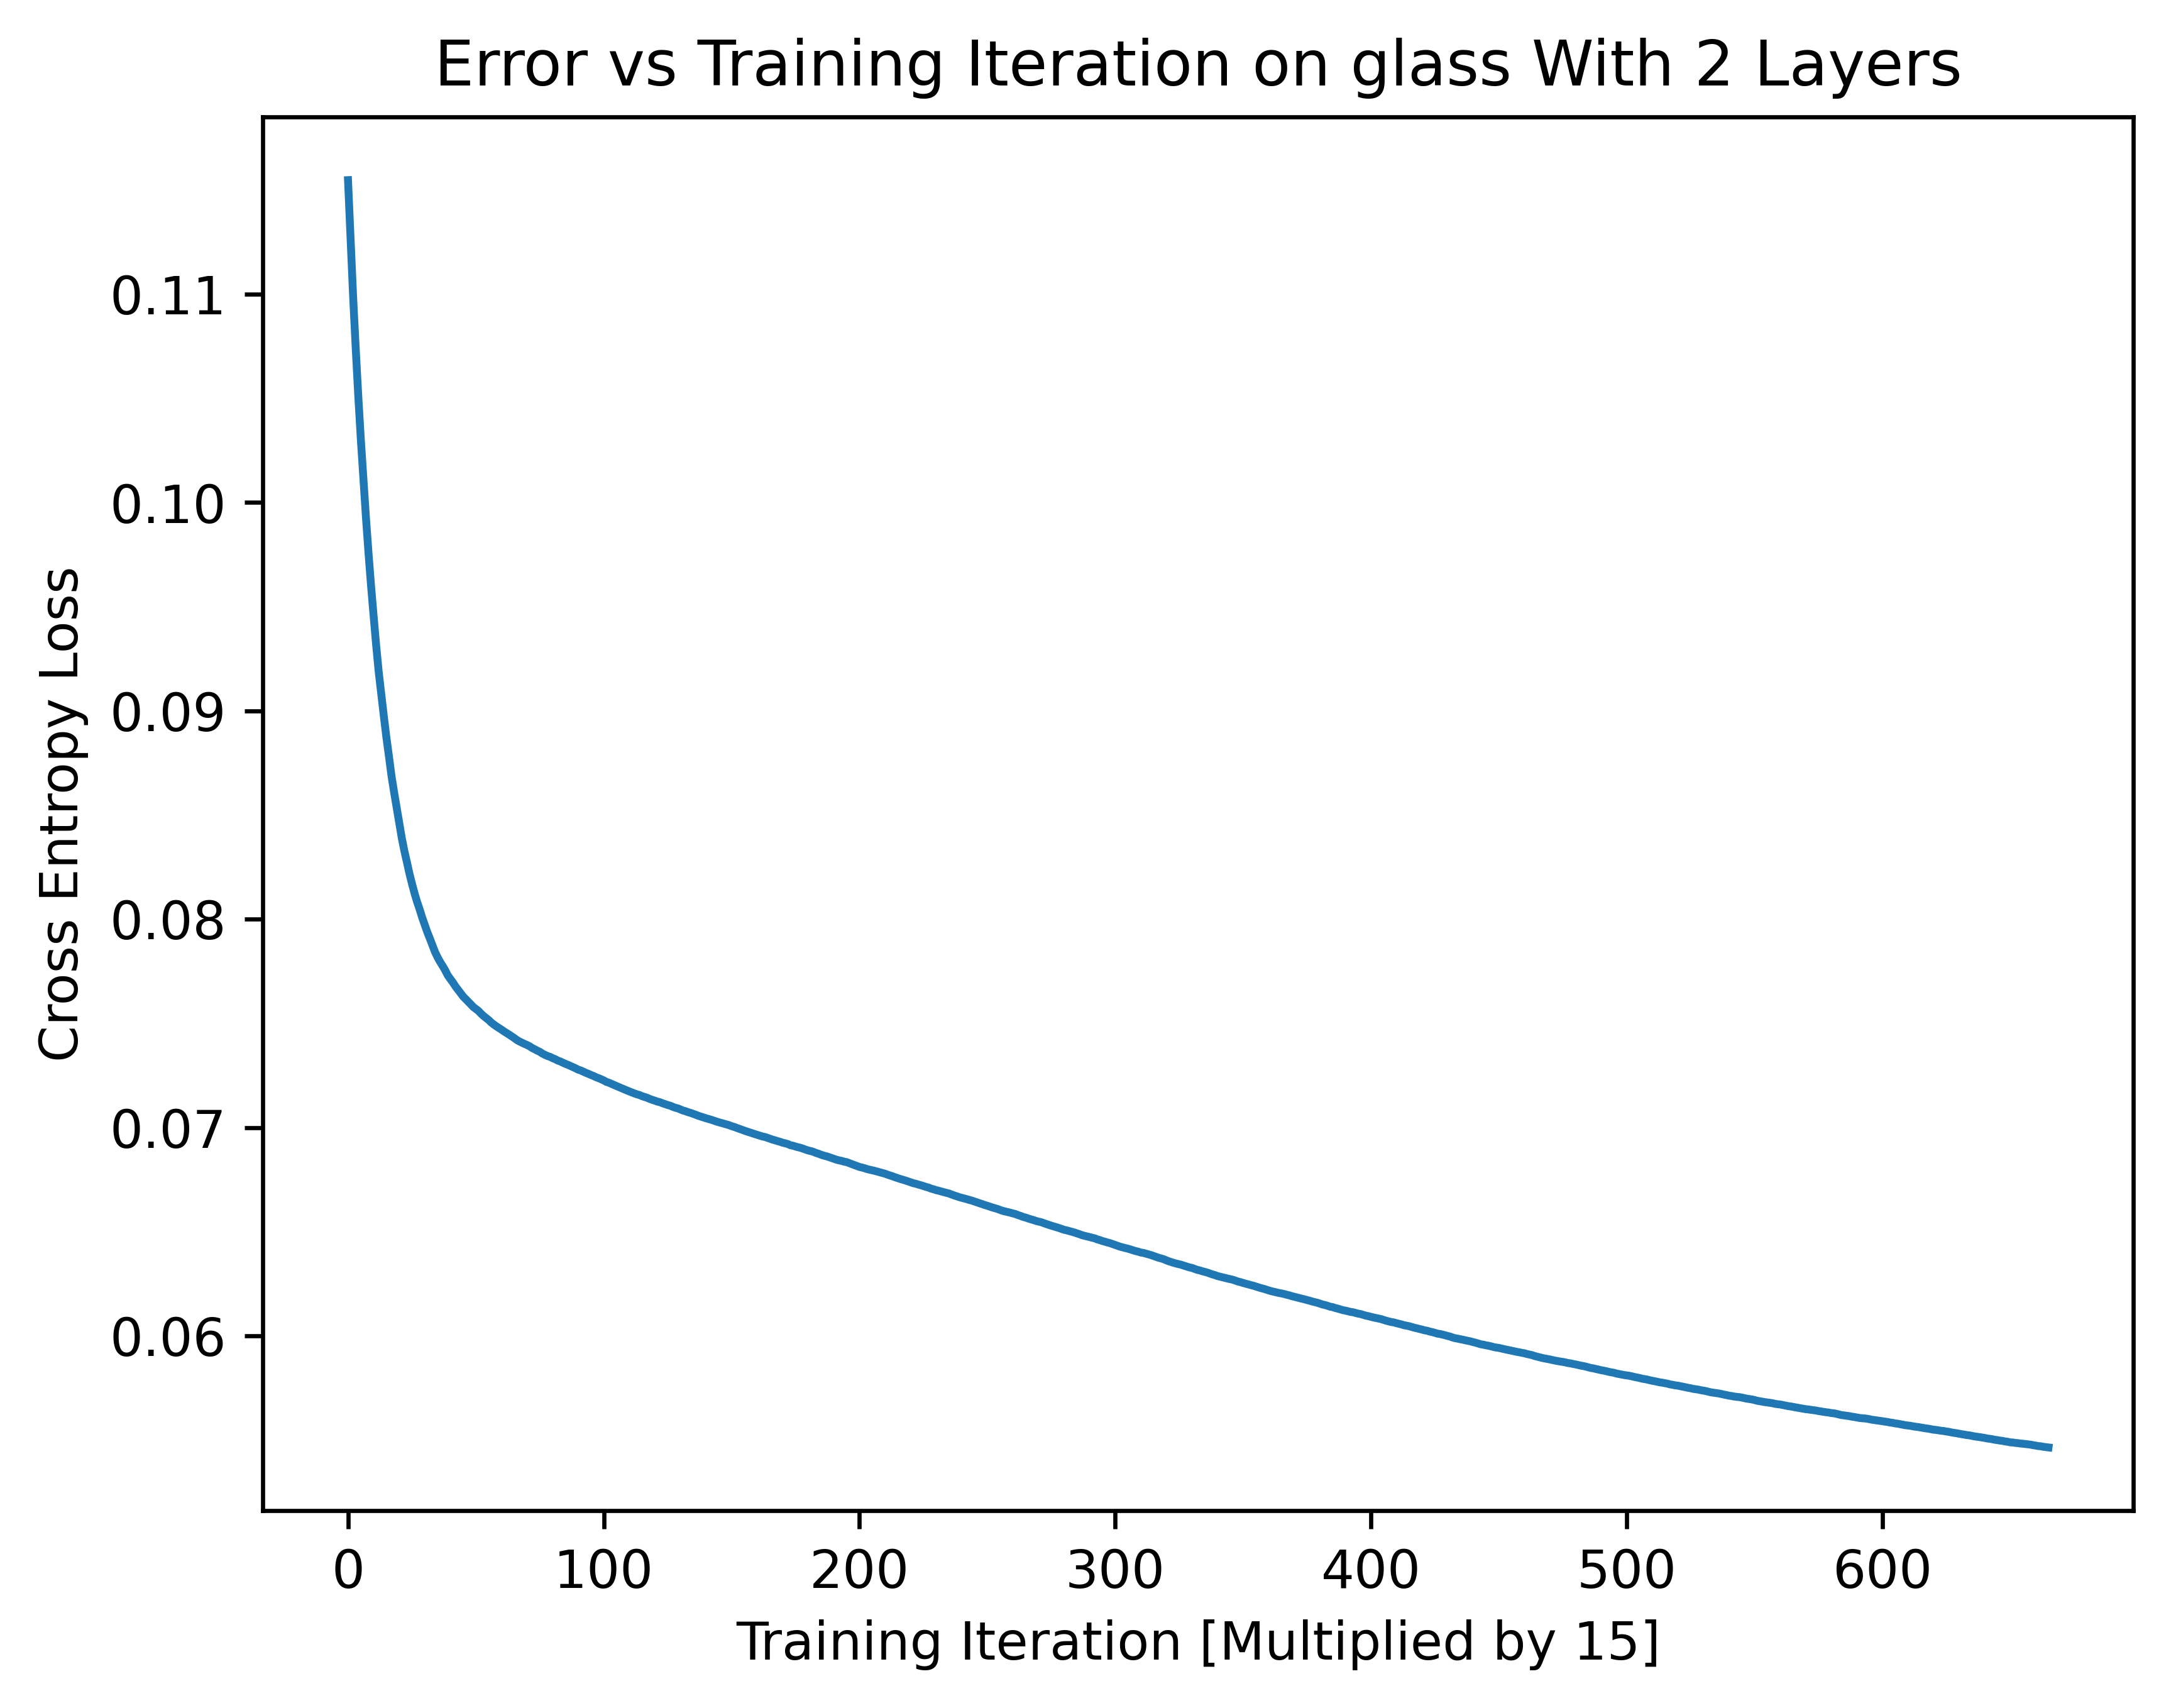 Error vs Training Iteration on glass With 2 Layers
Cross Entropy Loss
0.11
0.10
0.09
0.08
0.07
0.06
0 100 200 300 400 500 600
Training Iteration [Multiplied by 15]